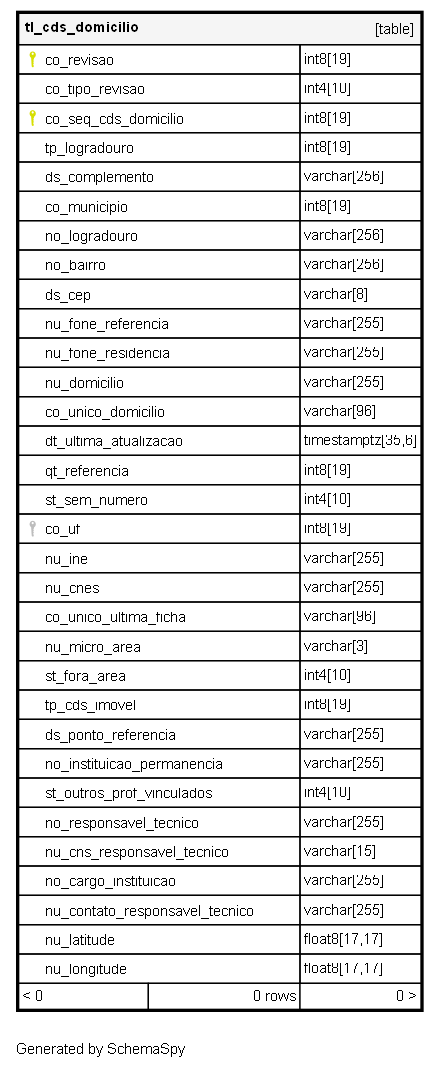 tl_cds_domicilio [table]
co_revisao int8[19]
co_tipo_revisao int4[10]
co_seq_cds_domicilio int8[19]
tp_logradouro int8[19]
ds_complemento varchar[256]
co_municipio int8[19]
no_logradouro varchar[256]
no_bairro varchar[256]
ds_cep varchar[8]
nu_fone_referencia varchar[255]
nu_fone_residencia varchar[255]
nu_domicilio varchar[255]
co_unico_domicilio varchar[96]
dt_ultima_atualizacao timestamptz[35,6]
qt_referencia int8[19]
st_sem_numero int4[10]
co_uf int8[19]
nu_ine varchar[255]
nu_cnes varchar[255]
co_unico_ultima_ficha varchar[96]
nu_micro_area varchar[3]
st_fora_area int4[10]
tp_cds_imovel int8[19]
ds_ponto_referencia varchar[255]
no_instituicao_permanencia varchar[255]
st_outros_prof_vinculados int4[10]
no_responsavel_tecnico varchar[255]
nu_cns_responsavel_tecnico varchar[15]
no_cargo_instituicao varchar[255]
nu_contato_responsavel_tecnico varchar[255]
nu_latitude float8[17,17]
nu_longitude float8[17,17]
< 0 0 rows 0 >
Generated by SchemaSpy